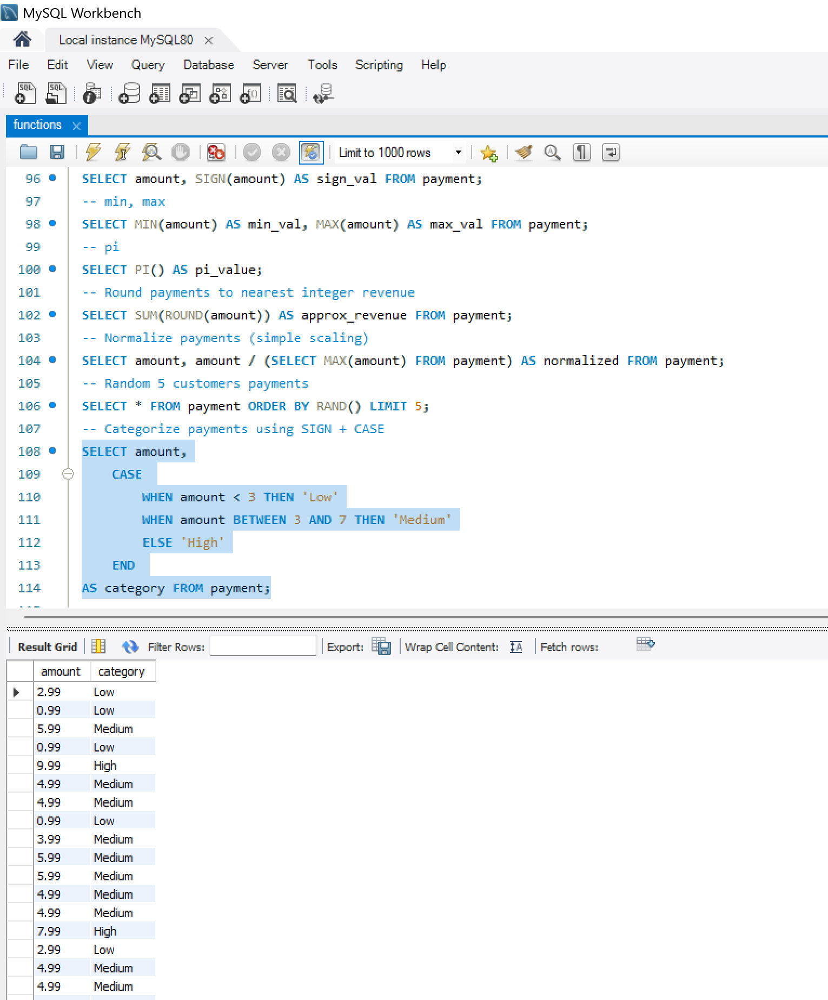 MySQL Workbench
Local instance MySQL80
File Edit View Query Database Server Tools Scripting Help
SQL SQL f()
functions
Limit to 1000 rows
96 SELECT amount, SIGN(amount) AS sign_val FROM payment;
97 -- min, max
98 SELECT MIN(amount) AS min_val, MAX(amount) AS max_val FROM payment;
99 -- pi
100 SELECT PI() AS pi_value;
101 -- Round payments to nearest integer revenue
102 SELECT SUM(ROUND(amount)) AS approx_revenue FROM payment;
103 -- Normalize payments (simple scaling)
104 SELECT amount, amount / (SELECT MAX(amount) FROM payment) AS normalized FROM payment;
105 -- Random 5 customers payments
106 SELECT * FROM payment ORDER BY RAND() LIMIT 5;
107 -- Categorize payments using SIGN + CASE
108 SELECT amount,
109 CASE
110 WHEN amount < 3 THEN 'Low'
111 WHEN amount BETWEEN 3 AND 7 THEN 'Medium'
112 ELSE 'High'
113 END
114 AS category FROM payment;
Result Grid Filter Rows: Export: Wrap Cell Content: Fetch rows:
amount category
2.99 Low
0.99 Low
5.99 Medium
0.99 Low
9.99 High
4.99 Medium
4.99 Medium
0.99 Low
3.99 Medium
5.99 Medium
5.99 Medium
4.99 Medium
4.99 Medium
7.99 High
2.99 Low
4.99 Medium
4.99 Medium